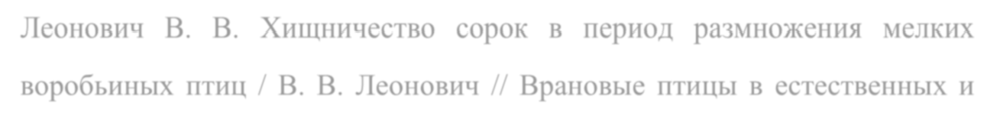 Леонович В. В. Хищничество сорок в период размножения мелких
воробьиных птиц / В. В. Леонович // Врановые птицы в естественных и